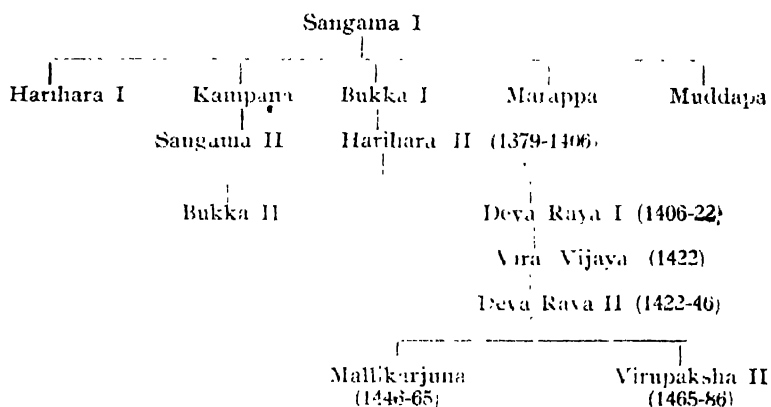 Sangama I
Harihara I Kampana Bukka I Marappa Muddapa
Sangama II Harihara II (1379-1406)
Bukka II Deva Raya I (1406-22)
Vira Vijaya (1422)
Deva Raya II (1422-46)
Mallikarjuna Virupaksha II
(1446-65) (1465-86)